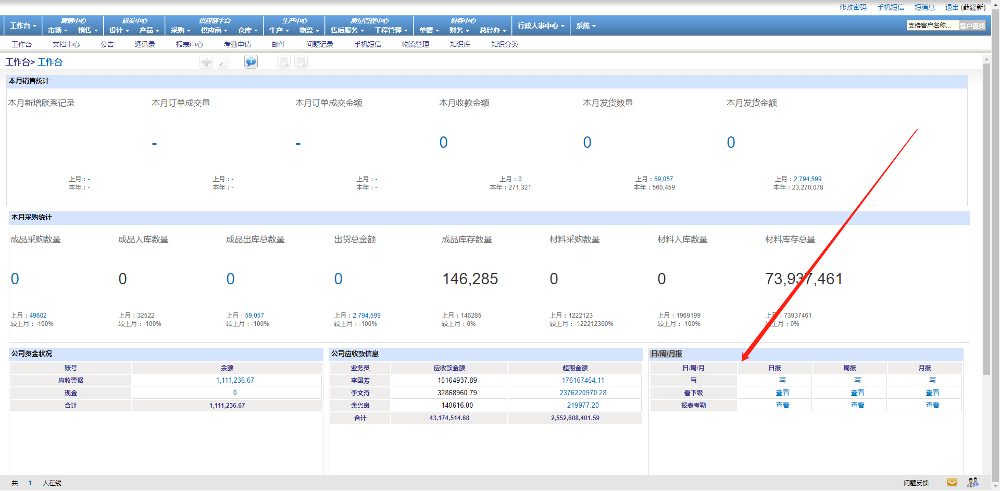 修改密码 手机短信 短消息 退出 (薛建新)
营销中心 研发中心 供应链平台 生产中心 质量管理中心 财务中心
工作台 市场 销售 设计 产品 采购 供应商 仓库 生产 物流 售后服务 工程管理 单据 财务 总经办 行政人事中心 系统 支持客户名称... 客户查找
工作台 文档中心 公告 通讯录 报表中心 考勤申请 邮件 问题记录 手机短信 物流管理 知识库 知识分类
工作台> 工作台
本月销售统计
本月新增联系记录 本月订单成交量 本月订单成交金额 本月收款金额 本月发货数量 本月发货金额
- - 0 0 0
上月：- 上月：- 上月：- 上月：0 上月：59,057 上月：2,794,599
本年：- 本年：- 本年：- 本年：271,321 本年：560,459 本年：23,270,078
本月采购统计
成品采购数量 成品入库数量 成品出库总数量 出货总金额 成品库存数量 材料采购数量 材料入库数量 材料库存总量
0 0 0 0 146,285 0 0 73,937,461
上月：49602 上月：32522 上月：59,057 上月：2,794,599 上月：146285 上月：1222123 上月：1969199 上月：73937461
较上月：-100% 较上月：-100% 较上月：-100% 较上月：-100% 较上月：0% 较上月：-122212300% 较上月：-100% 较上月：0%
公司资金状况 公司应收款信息 日/周/月报
账号 余额 业务员 应收款金额 超期金额 日/周/月 日报 周报 月报
应收票据 1,111,236.67 李国芳 10164937.89 176167454.11 写 写 写 写
现金 0 李文奇 32868960.79 2376220970.28 看下级 查看 查看 查看
合计 1,111,236.67 余兴良 140616.00 219977.20 报表考勤 查看 查看 查看
合计 43,174,514.68 2,552,608,401.59
共 1 人在线 问题反馈